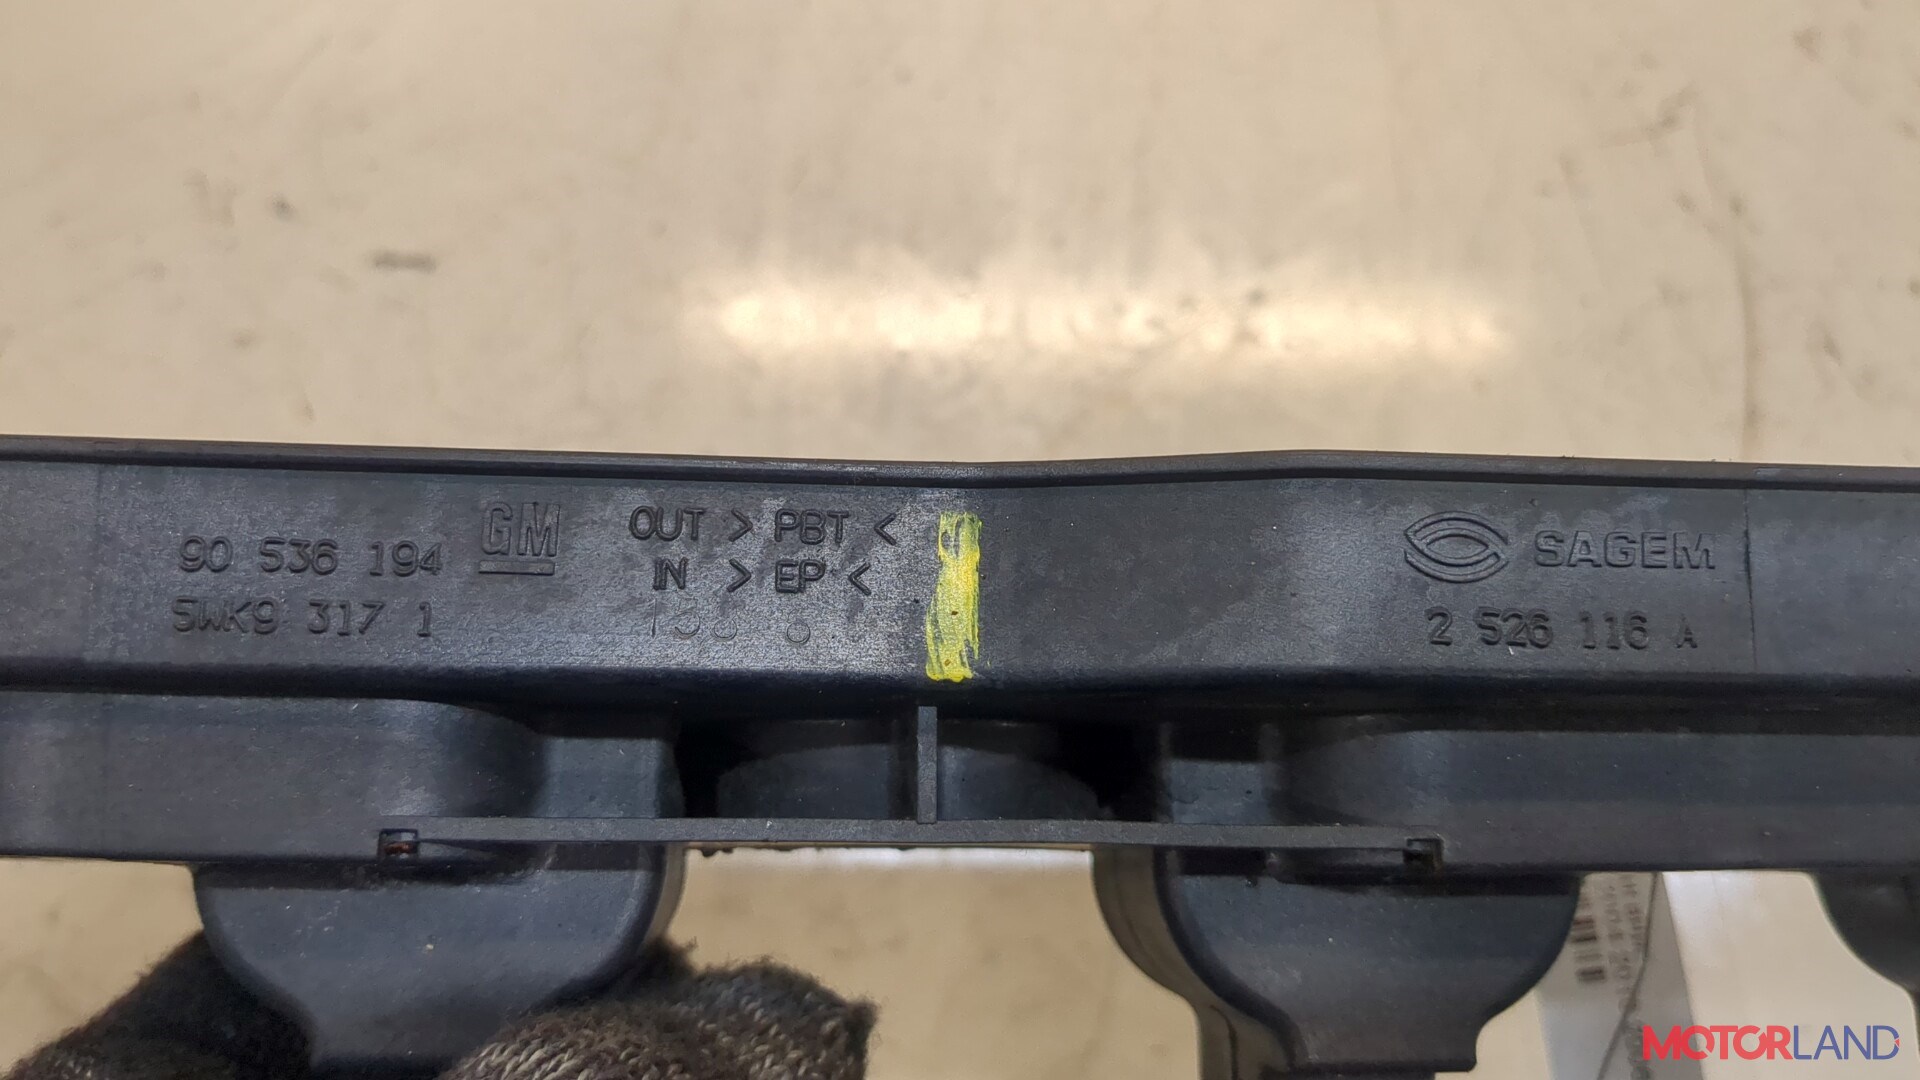 90 536 194
5WK9 317 1
GM
OUT > PBT <
IN > EP <
SAGEM
2 526 116 A
MOTORLAND